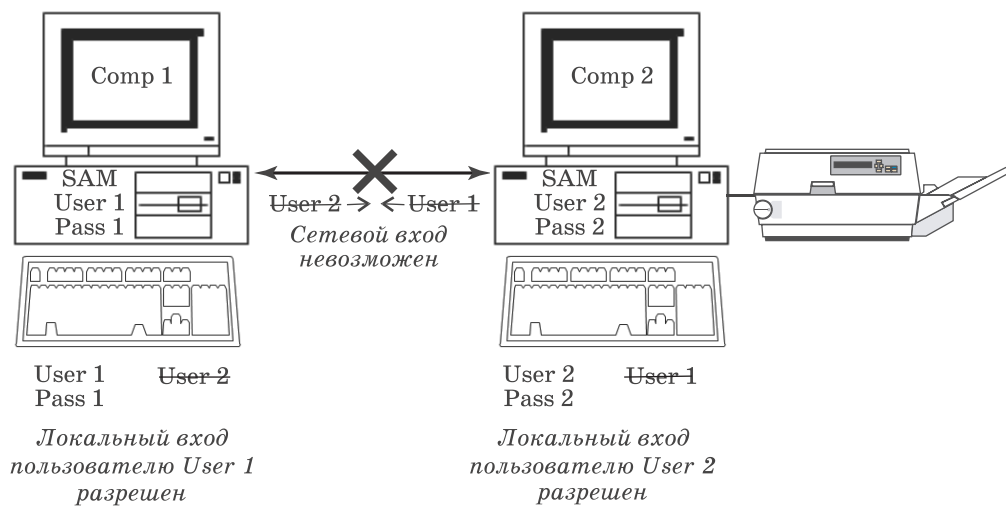 Comp 1
SAM
User 1
Pass 1
User 2
User 1
Сетевой вход
невозможен
Comp 2
SAM
User 2
Pass 2
User 1
Pass 1
User 2
Локальный вход
пользователю User 1
разрешен
User 2
Pass 2
User 1
Локальный вход
пользователю User 2
разрешен